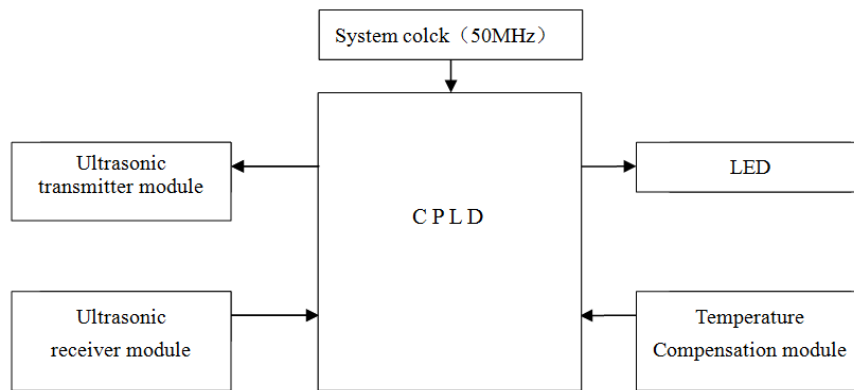 System colck（50MHz）
Ultrasonic
transmitter module
LED
C P L D
Ultrasonic
receiver module
Temperature
Compensation module